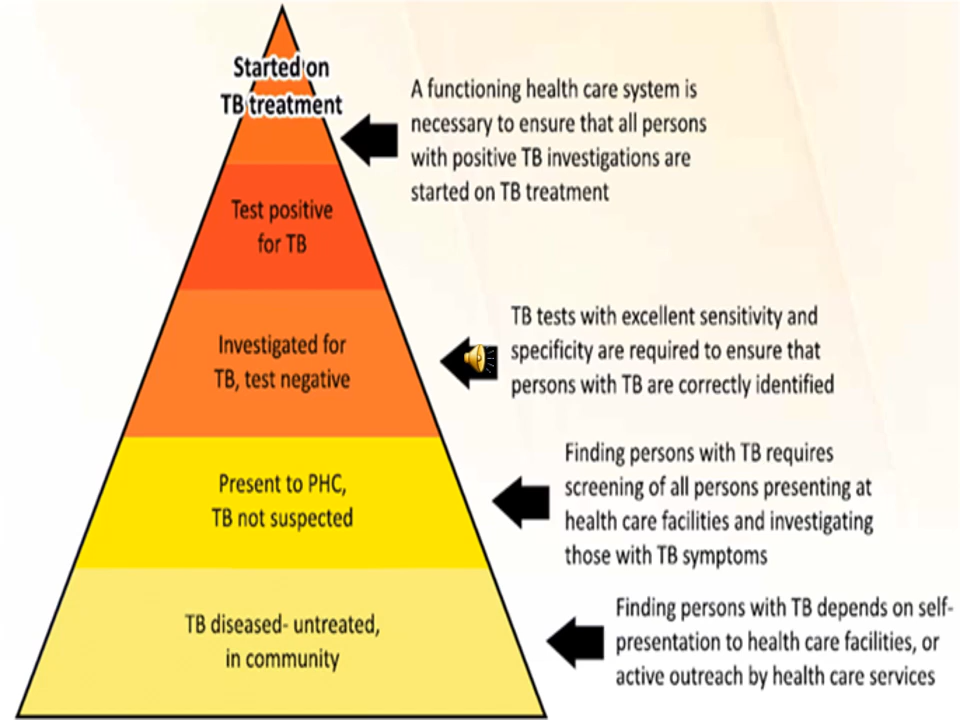 Started on
TB treatment
A functioning health care system is
necessary to ensure that all persons
with positive TB investigations are
started on TB treatment
Test positive
for TB
Investigated for
TB, test negative
TB tests with excellent sensitivity and
specificity are required to ensure that
persons with TB are correctly identified
Present to PHC,
TB not suspected
Finding persons with TB requires
screening of all persons presenting at
health care facilities and investigating
those with TB symptoms
TB diseased- untreated,
in community
Finding persons with TB depends on self-
presentation to health care facilities, or
active outreach by health care services